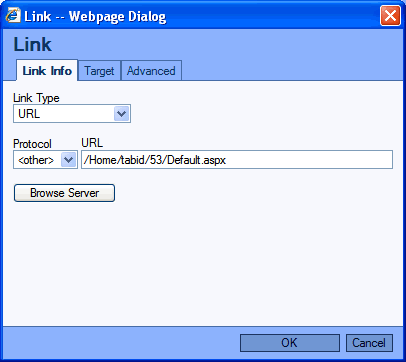 Link -- Webpage Dialog
Link
Link Info Target Advanced
Link Type
URL
Protocol URL
<other> /Home/tabid/53/Default.aspx
Browse Server
OK Cancel